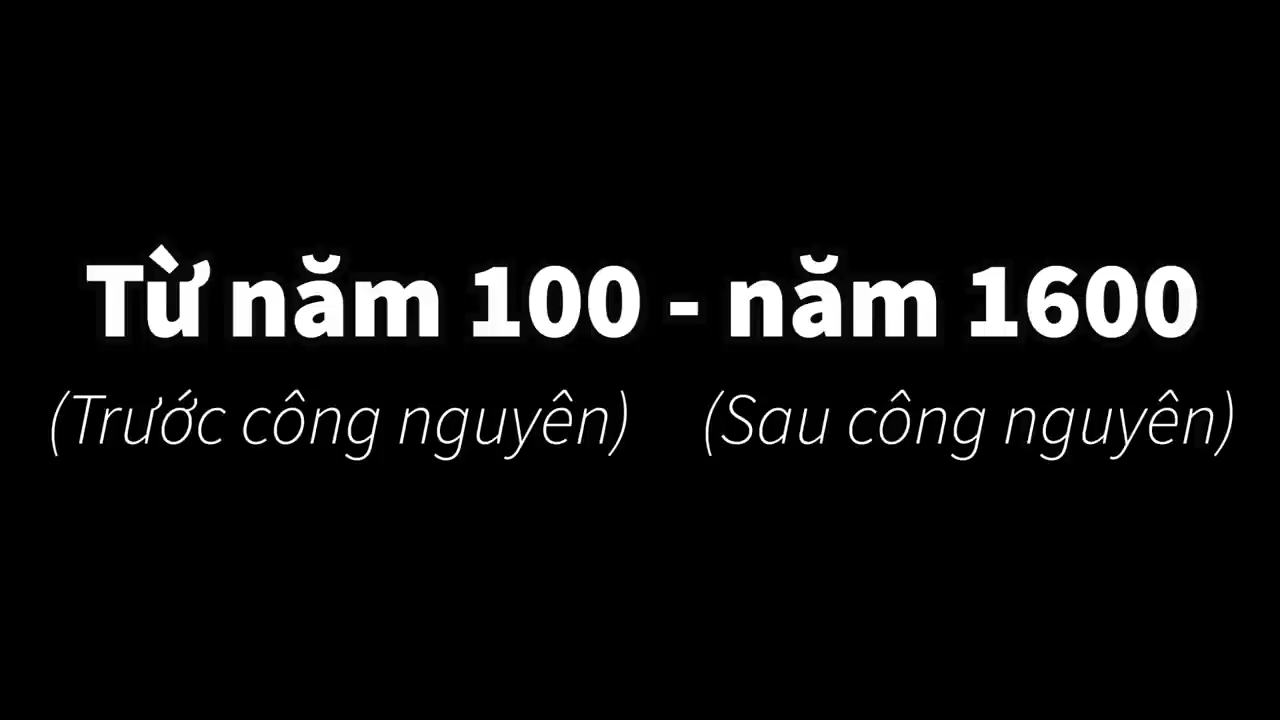 Từ năm 100 - năm 1600
(Trước công nguyên) (Sau công nguyên)